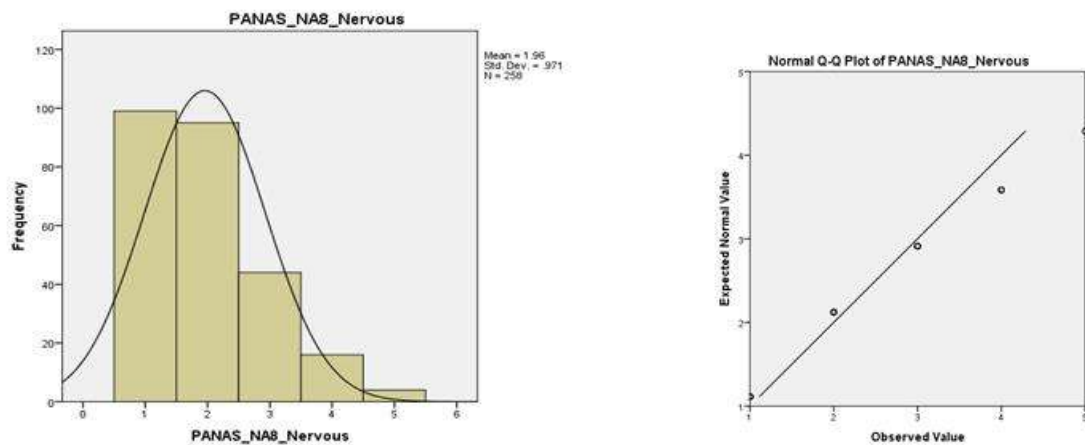 PANAS_NA8_Nervous
Mean = 1.96
Std. Dev. = .971
N = 258
120
100
80
60
40
20
0
Frequency
0 1 2 3 4 5 6
PANAS_NA8_Nervous
Normal Q-Q Plot of PANAS_NA8_Nervous
5
4
3
2
1
Expected Normal Value
1 2 3 4 5
Observed Value